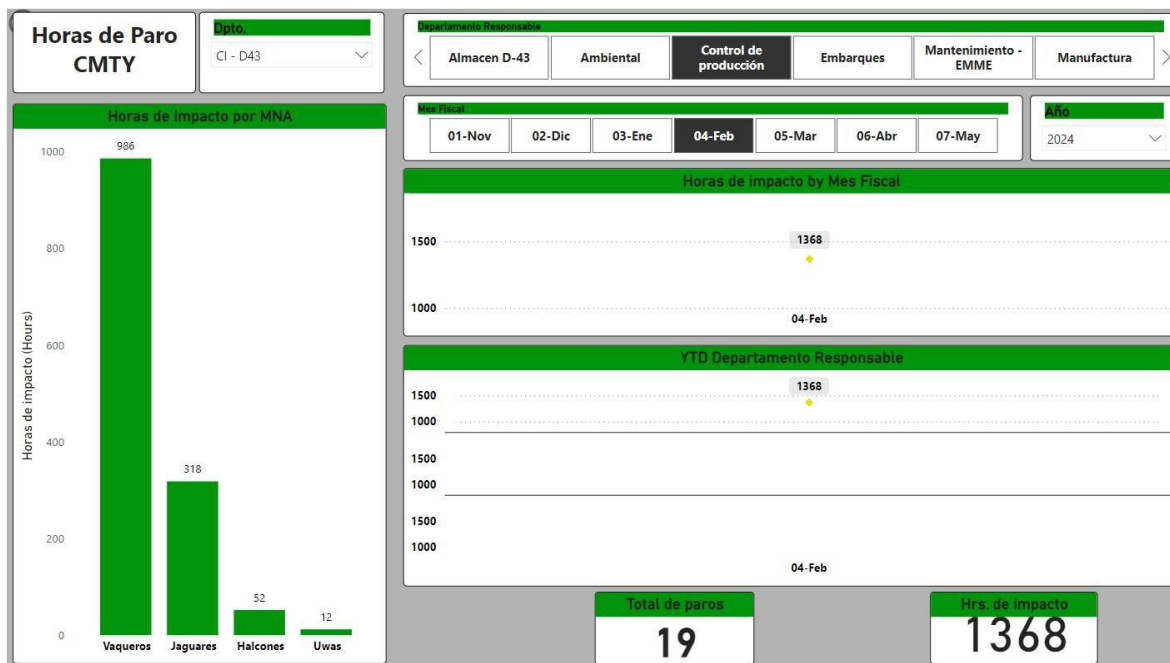 Horas de Paro
CMTY
Dpto.
CI - D43
Departamento Responsable
Almacen D-43
Ambiental
Control de
producción
Embarques
Mantenimiento -
EMME
Manufactura
Mes Fiscal
01-Nov
02-Dic
03-Ene
04-Feb
05-Mar
06-Abr
07-May
Año
2024
Horas de Impacto por MNA
Horas de impacto (Hours)
1000
800
600
400
200
0
986
318
52
12
Vaqueros
Jaguares
Halcones
Uwas
Horas de impacto by Mes Fiscal
1500
1000
1368
04-Feb
YTD Departamento Responsable
1368
1500
1000
1500
1000
1500
1000
04-Feb
Total de paros
19
Hrs. de impacto
1368